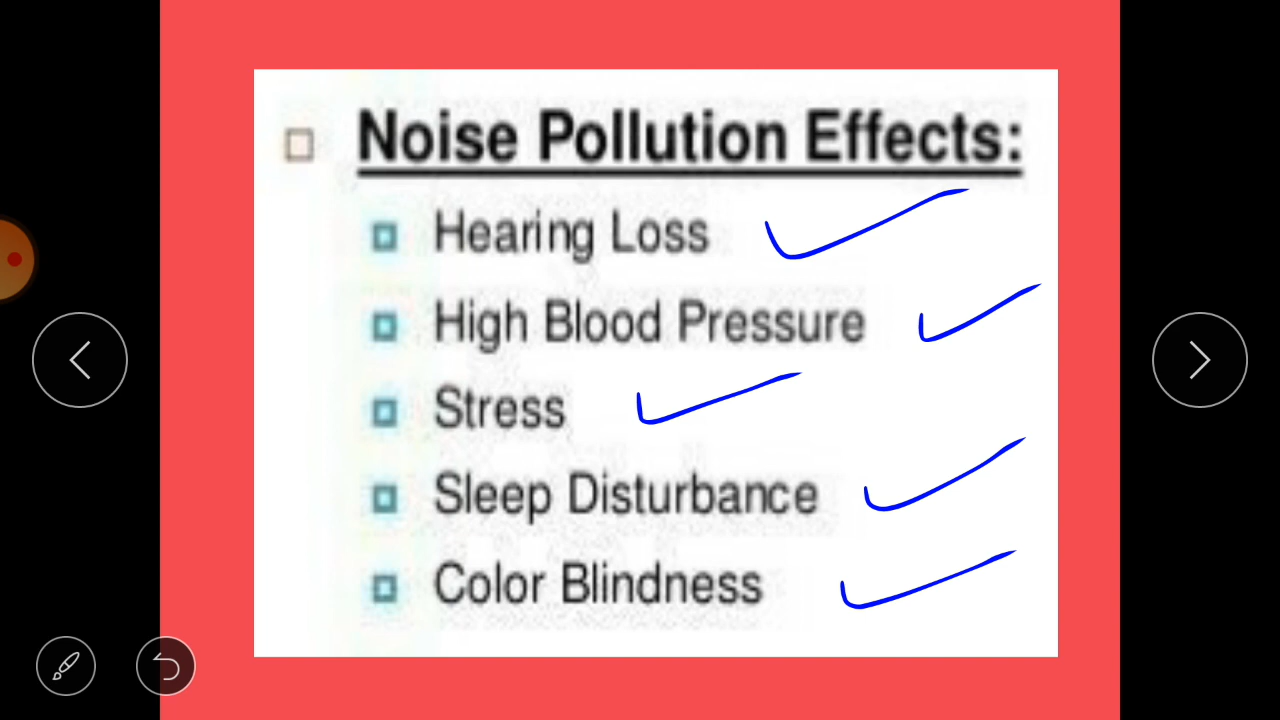 Noise Pollution Effects:
Hearing Loss
High Blood Pressure
Stress
Sleep Disturbance
Color Blindness